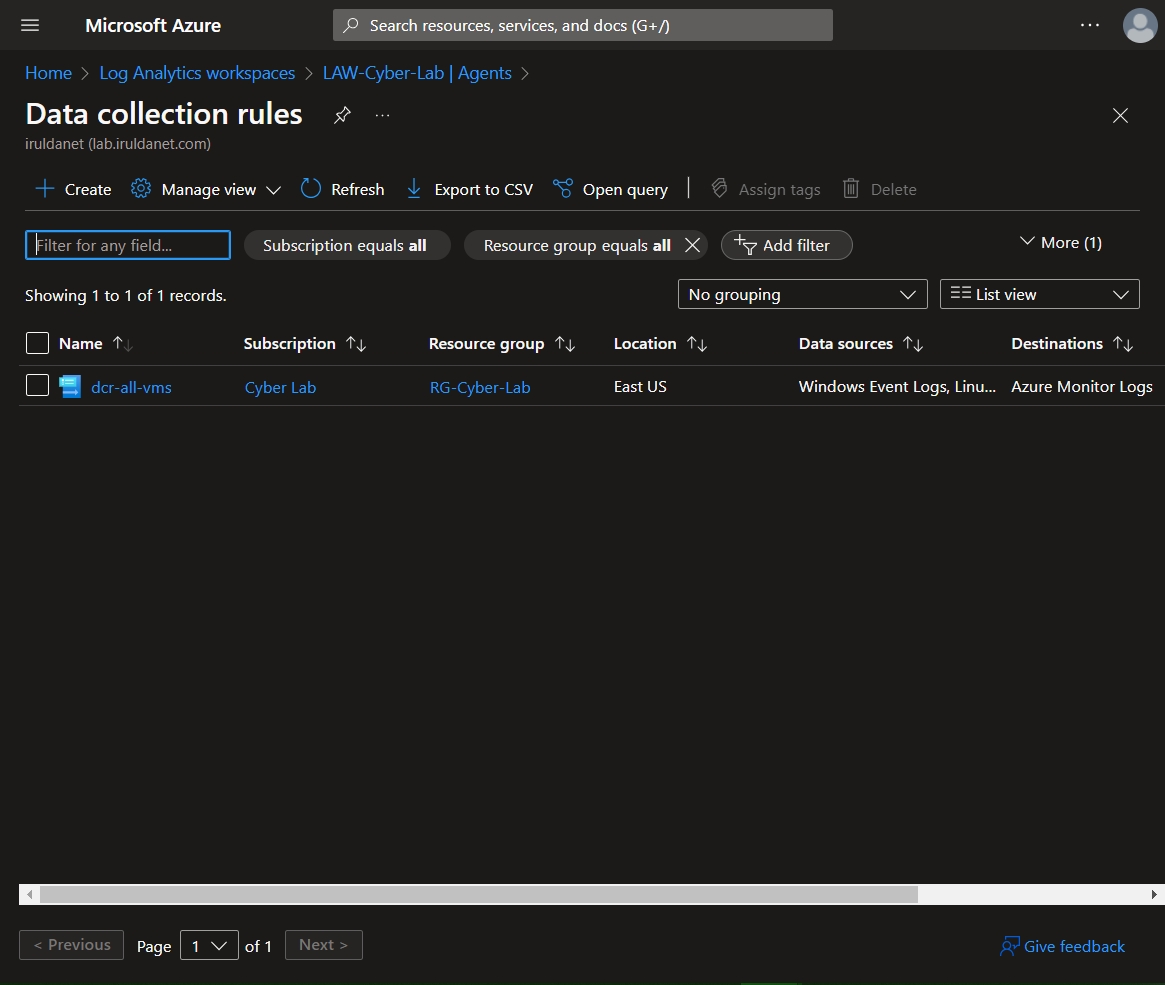 Microsoft Azure
Search resources, services, and docs (G+/)
Home > Log Analytics workspaces > LAW-Cyber-Lab | Agents >
Data collection rules
iruldanet (lab.iruldanet.com)
Create Manage view Refresh Export to CSV Open query Assign tags Delete
Filter for any field... Subscription equals all Resource group equals all Add filter More (1)
Showing 1 to 1 of 1 records. No grouping List view
Name Subscription Resource group Location Data sources Destinations
dcr-all-vms Cyber Lab RG-Cyber-Lab East US Windows Event Logs, Linu... Azure Monitor Logs
< Previous Page 1 of 1 Next > Give feedback